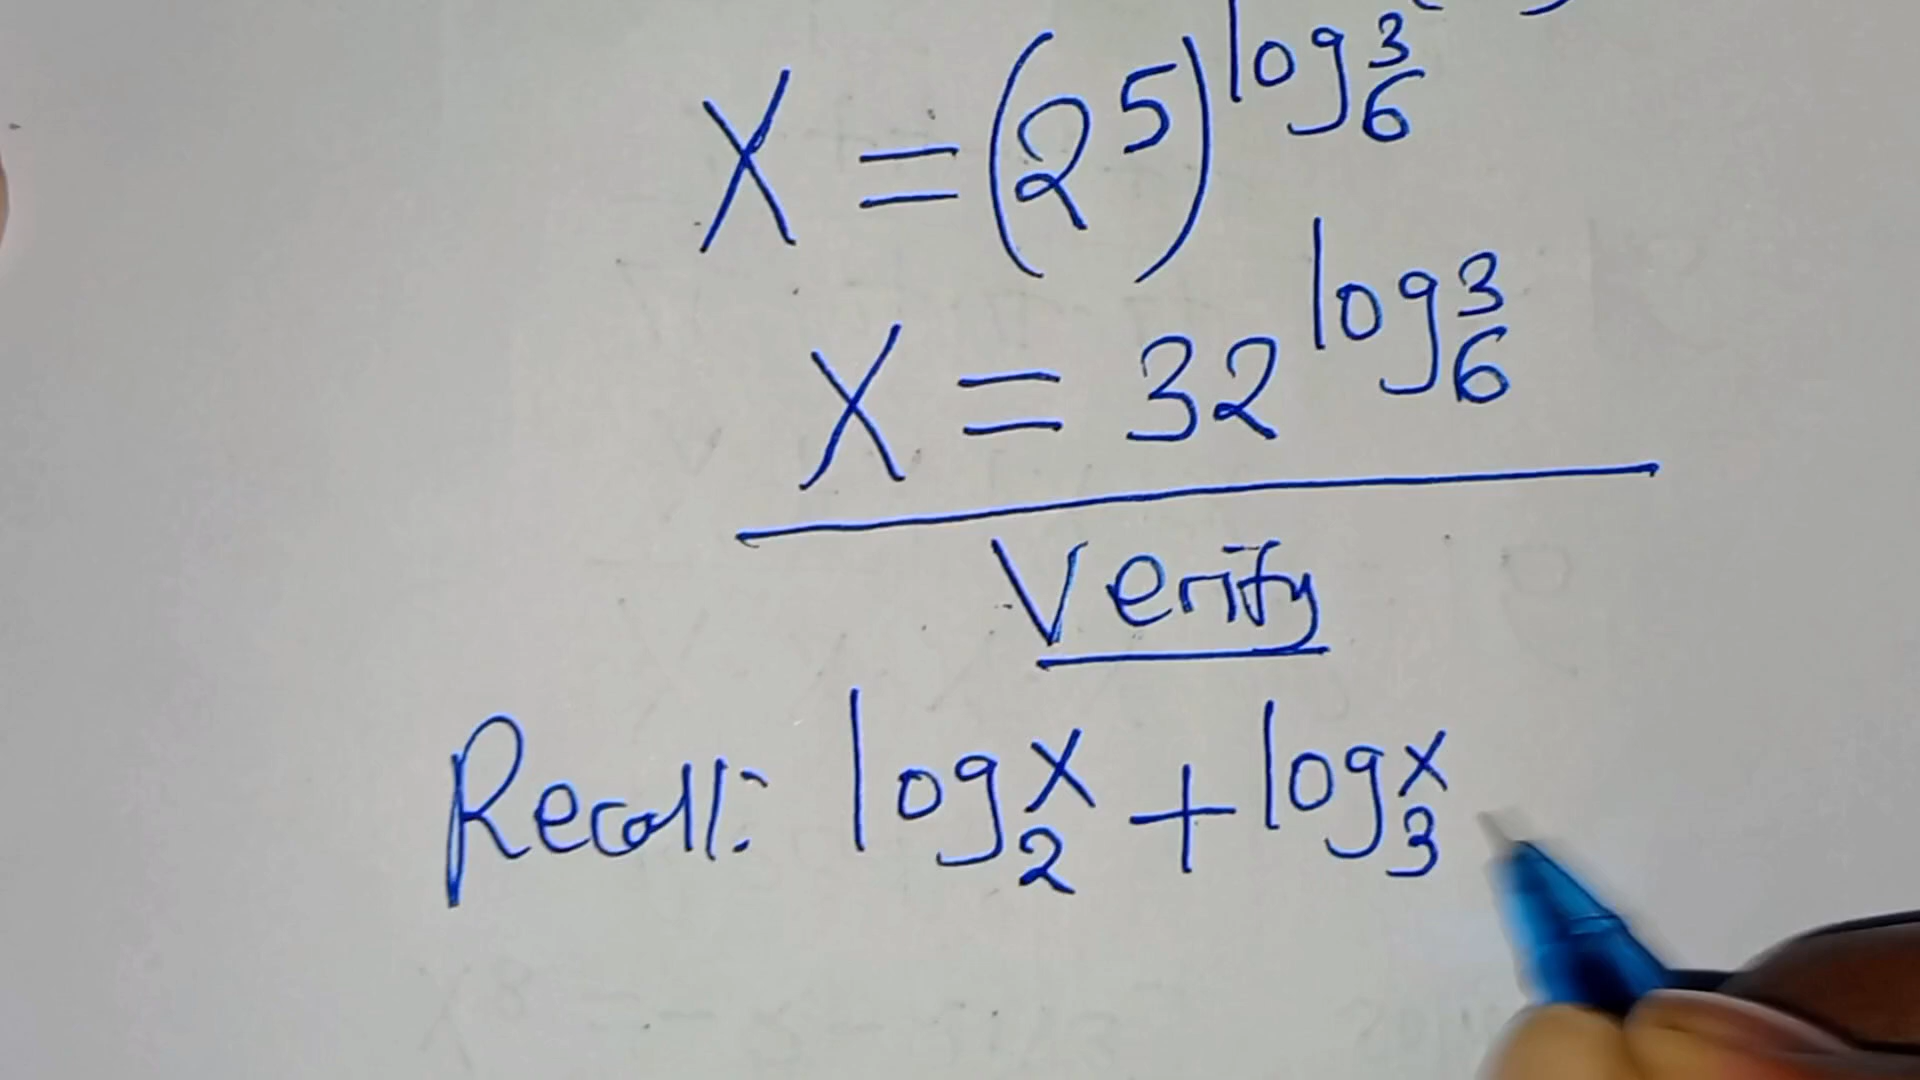 X = (2^5)^log_6 3
X = 32^log_6 3
Verify
Recall: log_2 x + log_3 x